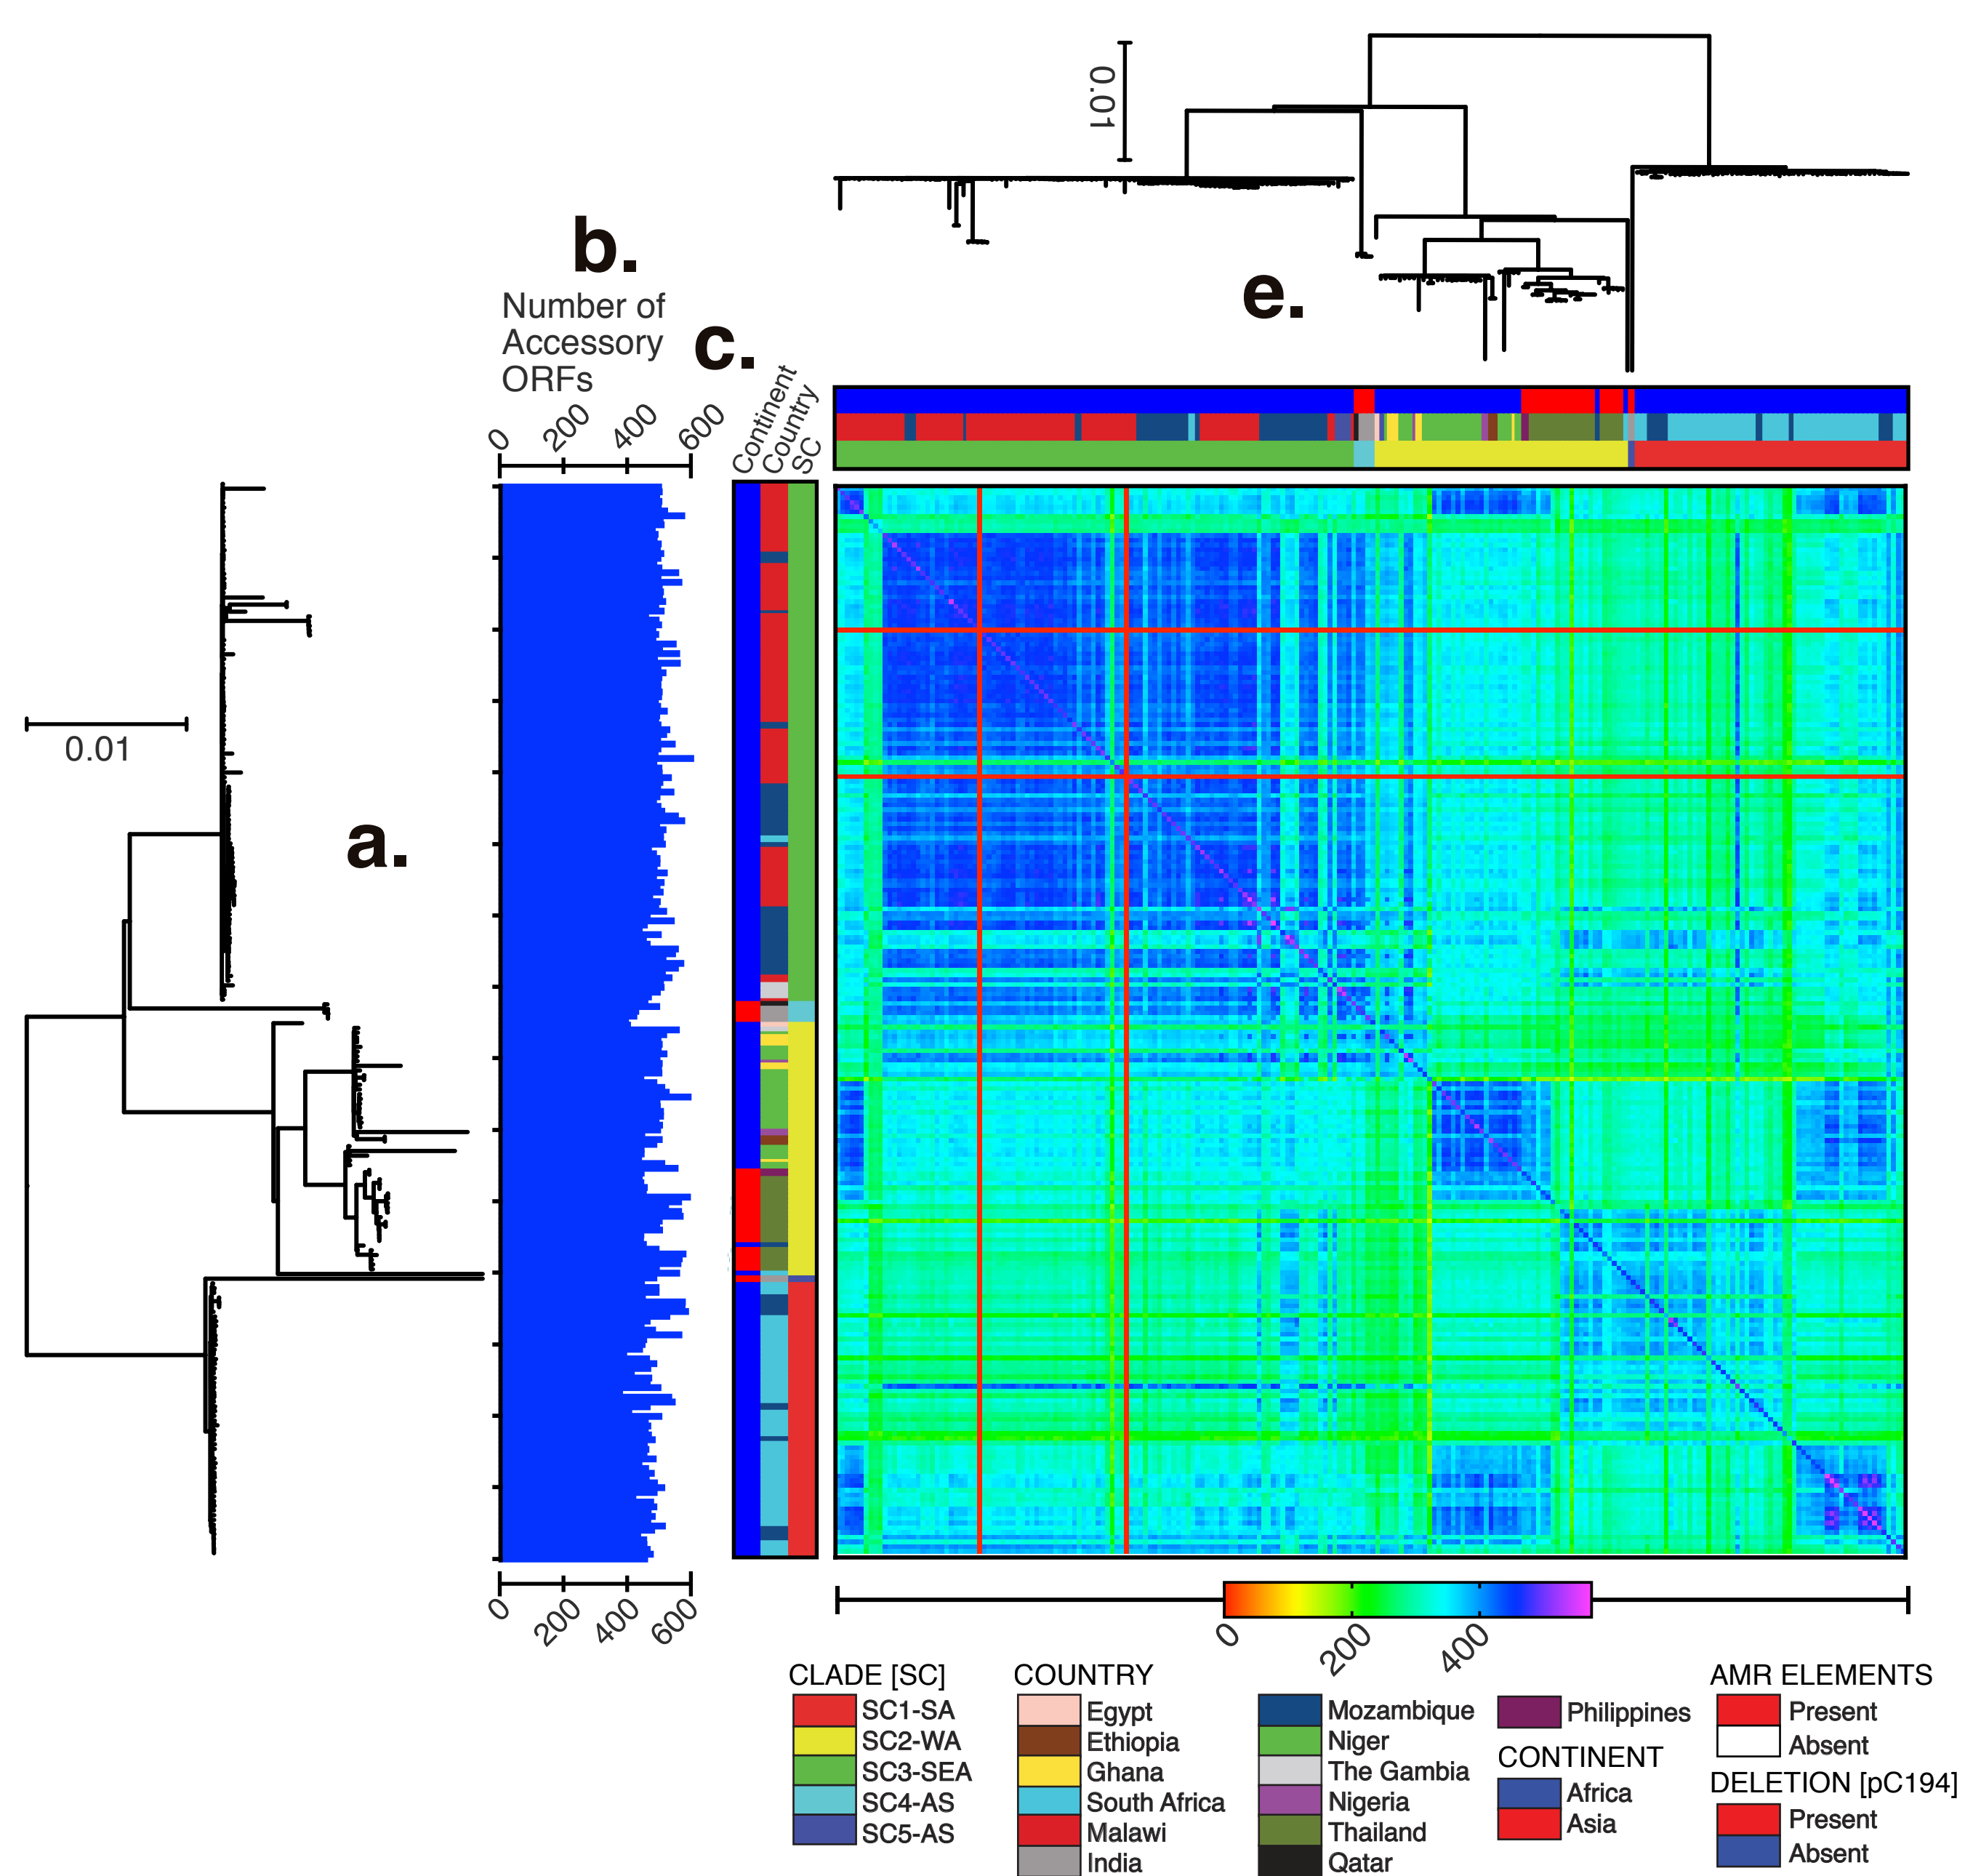 0.01
b.
Number of
Accessory
ORFs
c.
e.
0 200 400 600
Continent
Country
SC
0.01
a.
0 200 400 600
0 200 400
CLADE [SC]
SC1-SA
SC2-WA
SC3-SEA
SC4-AS
SC5-AS
COUNTRY
Egypt
Ethiopia
Ghana
South Africa
Malawi
India
Mozambique
Niger
The Gambia
Nigeria
Thailand
Qatar
Philippines
CONTINENT
Africa
Asia
AMR ELEMENTS
Present
Absent
DELETION [pC194]
Present
Absent